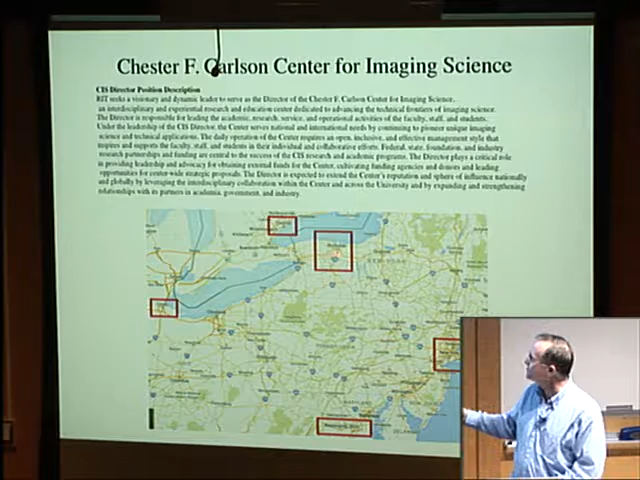 Chester F. Carlson Center for Imaging Science
CIS Director Position Description
RIT seeks a visionary and dynamic leader to serve as the Director of the Chester F. Carlson Center for Imaging Science,
an interdisciplinary and experiential research and education center dedicated to advancing the technical frontiers of imaging science.
The Director is responsible for leading the academic, research, service, and operational activities of the faculty, staff, and students.
Under the leadership of the CIS Director, the Center serves national and international needs by continuing to pioneer unique imaging
science and technical applications. The daily operation of the Center requires an open, inclusive, and effective management style that
inspires and supports the faculty, staff, and students in their individual and collaborative efforts. Federal, state, foundation, and industry
research partnerships and funding are central to the success of the CIS research and academic programs. The Director plays a critical role
in providing leadership and advocacy for obtaining external funds for the Center, cultivating funding agencies and donors and leading
opportunities for center-wide strategic proposals. The Director is expected to extend the Center's reputation and sphere of influence nationally
and globally by leveraging the interdisciplinary collaboration within the Center and across the University and by expanding and strengthening
relationships with its partners in academia, government, and industry.